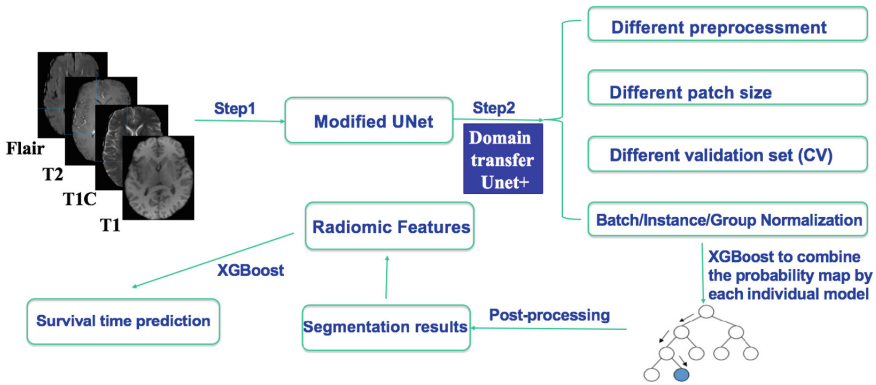 Flair
T2
T1C
T1
Step1
Modified UNet
Step2
Domain
transfer
Unet+
Different preprocessment
Different patch size
Different validation set (CV)
Batch/Instance/Group Normalization
XGBoost to combine
the probability map by
each individual model
Post-processing
Segmentation results
Radiomic Features
XGBoost
Survival time prediction